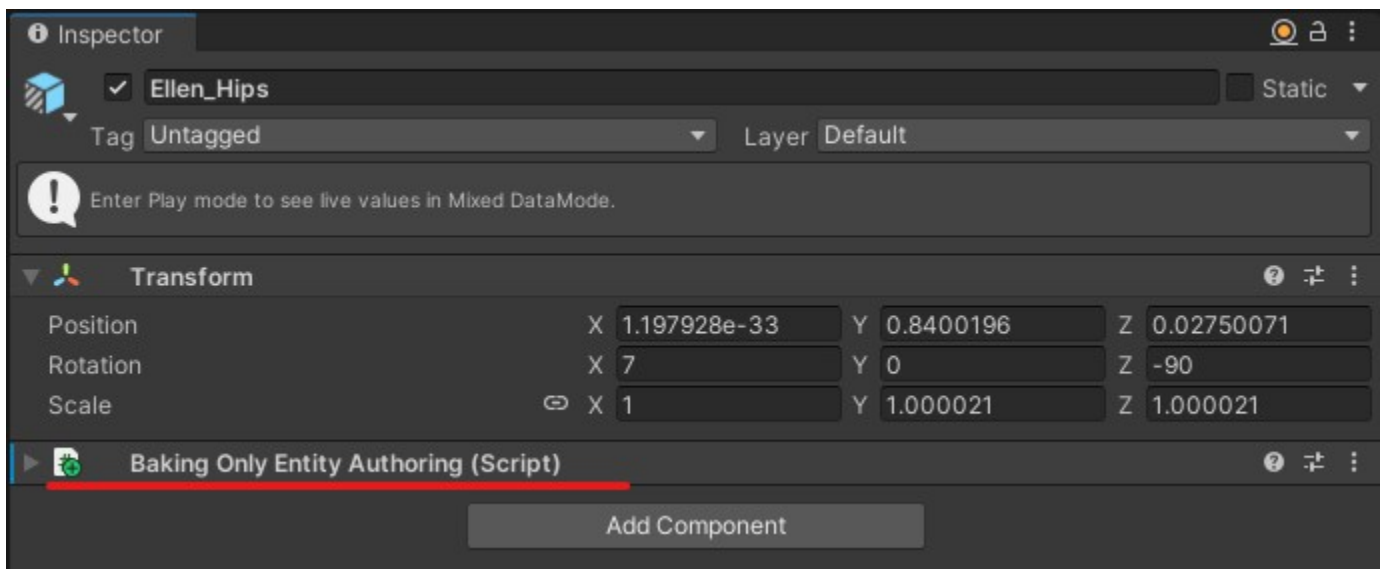 Inspector
Ellen_Hips Static
Tag Untagged Layer Default
Enter Play mode to see live values in Mixed DataMode.
Transform
Position X 1.197928e-33 Y 0.8400196 Z 0.02750071
Rotation X 7 Y 0 Z -90
Scale X 1 Y 1.000021 Z 1.000021
Baking Only Entity Authoring (Script)
Add Component